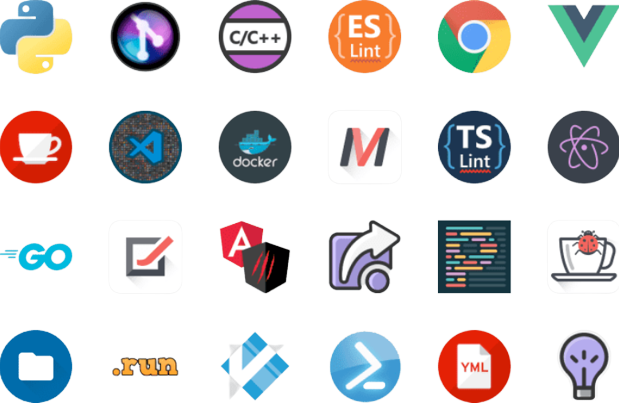 C/C++
{ES}
Lint
docker
M
{TS}
Lint
GO
A
.run
YML